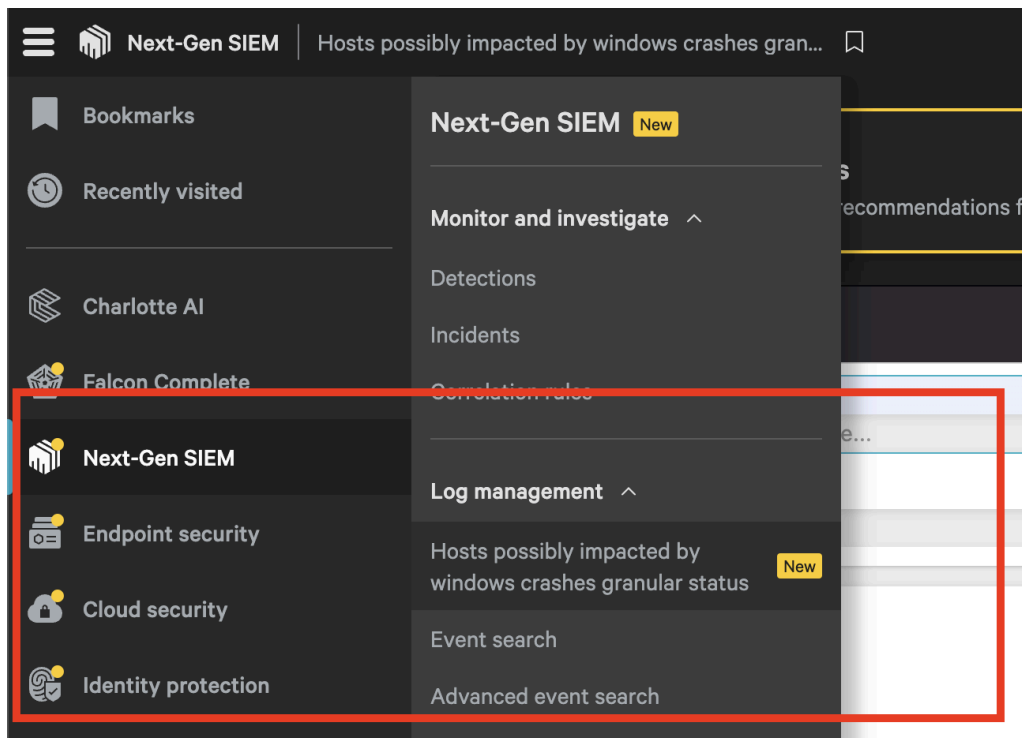 Next-Gen SIEM
Hosts possibly impacted by windows crashes gran...
Bookmarks
Recently visited
Charlotte AI
Falcon Complete
Next-Gen SIEM
Endpoint security
Cloud security
Identity protection
Next-Gen SIEM New
Monitor and investigate
Detections
Incidents
Correlation rules
Log management
Hosts possibly impacted by
windows crashes granular status
New
Event search
Advanced event search
s
recommendations f
e...